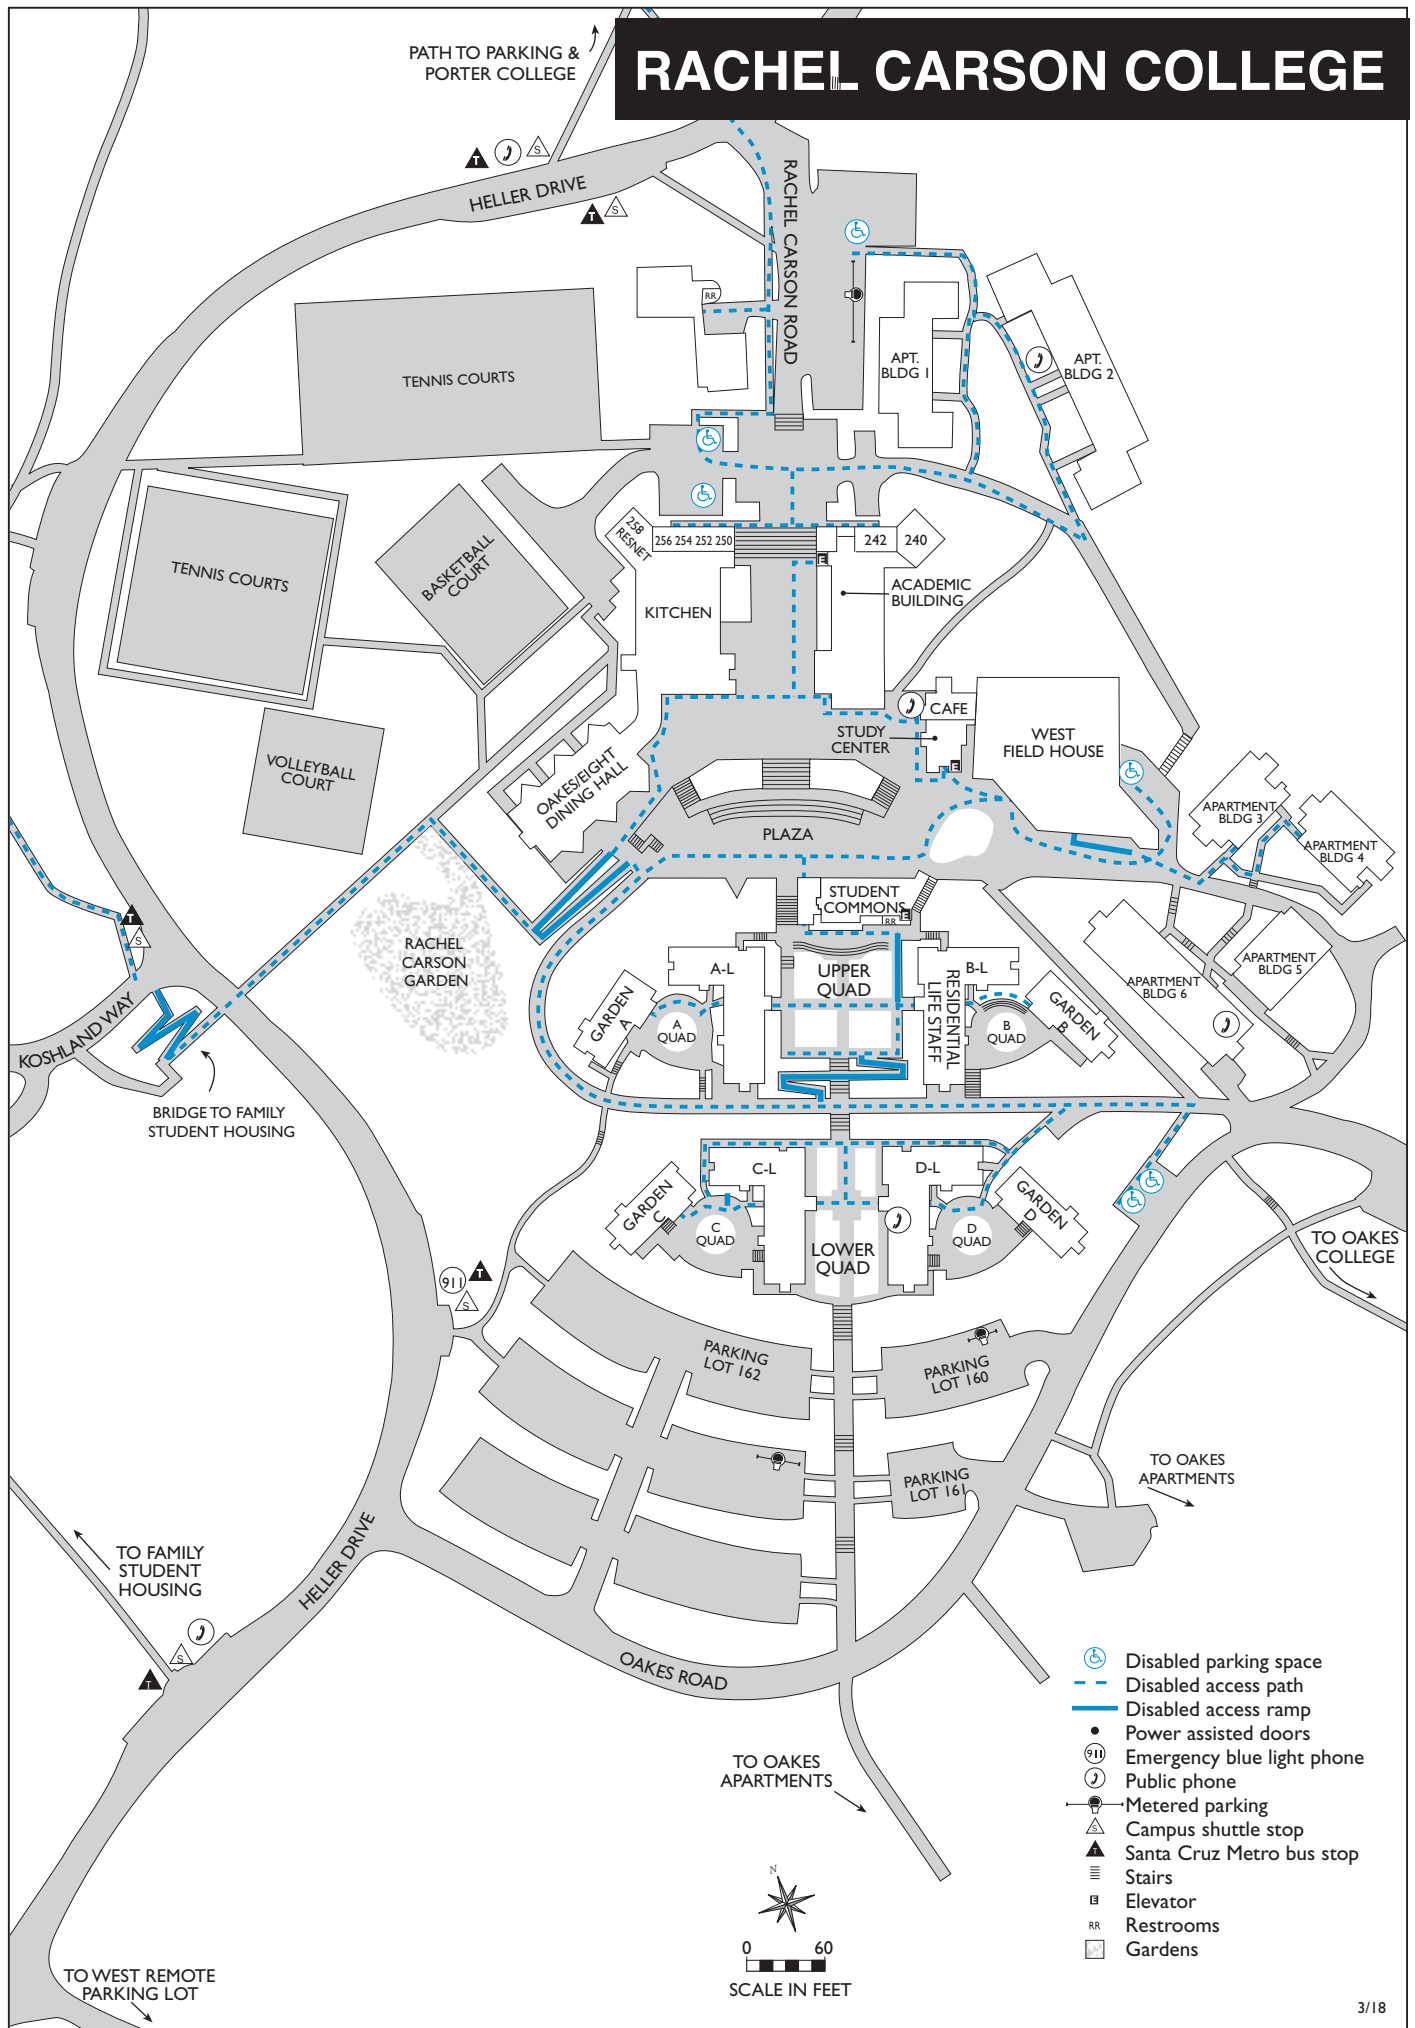 RACHEL CARSON COLLEGE
PATH TO PARKING &
PORTER COLLEGE
T
S
HELLER DRIVE
T
S
RACHEL CARSON ROAD
RR
TENNIS COURTS
APT.
BLDG 1
APT.
BLDG 2
258
RESNET
256 254 252 250
242
240
E
TENNIS COURTS
BASKETBALL
COURT
KITCHEN
ACADEMIC
BUILDING
CAFE
STUDY
CENTER
WEST
FIELD HOUSE
E
VOLLEYBALL
COURT
OAKES/EIGHT
DINING HALL
PLAZA
APARTMENT
BLDG 3
APARTMENT
BLDG 4
STUDENT
COMMONS
E
RR
T
S
RACHEL
CARSON
GARDEN
A-L
UPPER
QUAD
B-L
RESIDENTIAL
LIFE STAFF
GARDEN
A
A
QUAD
B
QUAD
GARDEN
B
APARTMENT
BLDG 5
APARTMENT
BLDG 6
KOSHLAND WAY
BRIDGE TO FAMILY
STUDENT HOUSING
C-L
D-L
GARDEN
C
C
QUAD
LOWER
QUAD
D
QUAD
GARDEN
D
TO OAKES
COLLEGE
911
T
S
PARKING
LOT 162
PARKING
LOT 160
PARKING
LOT 161
TO OAKES
APARTMENTS
HELLER DRIVE
TO FAMILY
STUDENT
HOUSING
S
T
OAKES ROAD
TO OAKES
APARTMENTS
Disabled parking space
Disabled access path
Disabled access ramp
Power assisted doors
911 Emergency blue light phone
Public phone
Metered parking
S Campus shuttle stop
T Santa Cruz Metro bus stop
Stairs
E Elevator
RR Restrooms
Gardens
N
0 60
SCALE IN FEET
TO WEST REMOTE
PARKING LOT
3/18